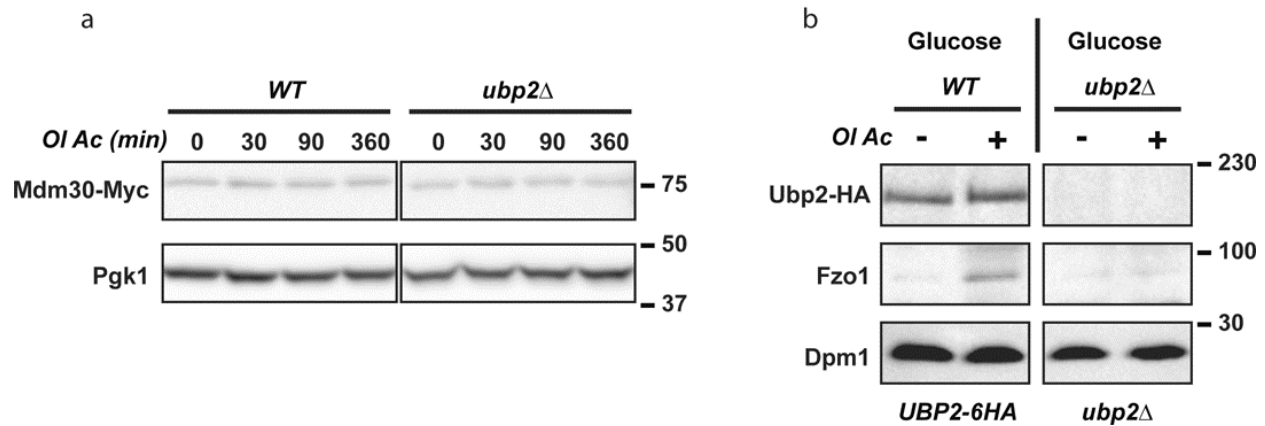 a
WT ubp2Δ
Ol Ac (min) 0 30 90 360 0 30 90 360
Mdm30-Myc 75
Pgk1 50
37
b
Glucose Glucose
WT ubp2Δ
Ol Ac - + - +
Ubp2-HA 230
Fzo1 100
Dpm1 30
UBP2-6HA ubp2Δ